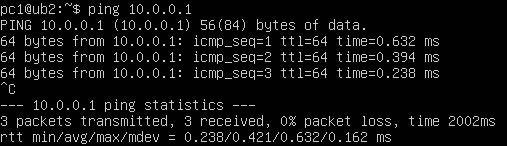 pc1@ub2:~$ ping 10.0.0.1
PING 10.0.0.1 (10.0.0.1) 56(84) bytes of data.
64 bytes from 10.0.0.1: icmp_seq=1 ttl=64 time=0.632 ms
64 bytes from 10.0.0.1: icmp_seq=2 ttl=64 time=0.394 ms
64 bytes from 10.0.0.1: icmp_seq=3 ttl=64 time=0.238 ms
^C
--- 10.0.0.1 ping statistics ---
3 packets transmitted, 3 received, 0% packet loss, time 2002ms
rtt min/avg/max/mdev = 0.238/0.421/0.632/0.162 ms